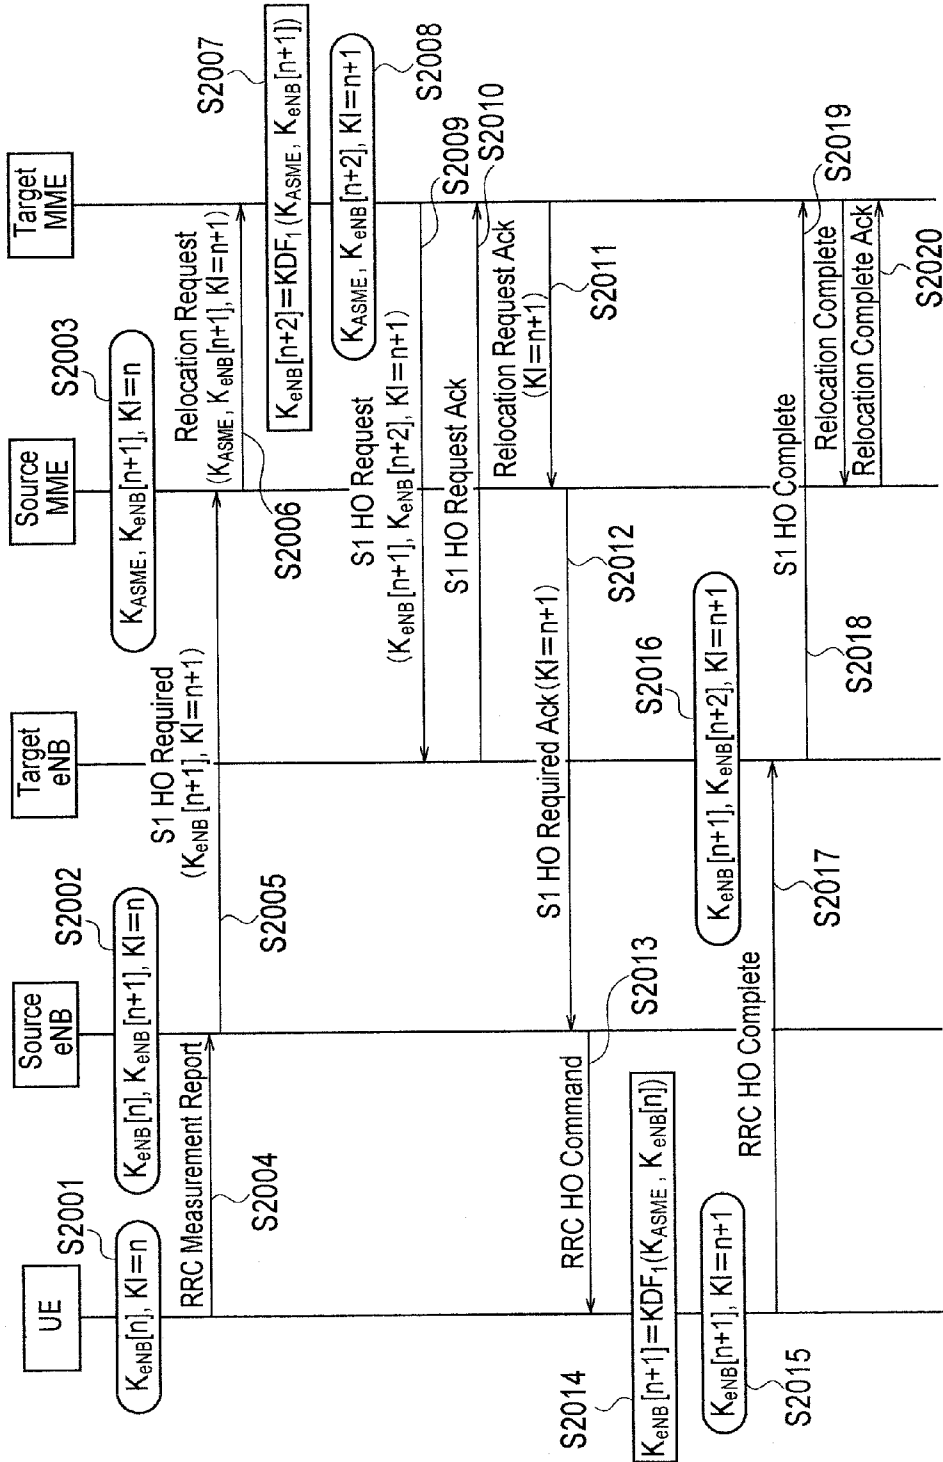 UE
Source
eNB
Target
eNB
Source
MME
Target
MME
S2001
KeNB[n], KI=n
S2002
KeNB[n], KeNB[n+1], KI=n
S2003
KASME, KeNB[n+1], KI=n
RRC Measurement Report
S2004
S1 HO Required
(KeNB[n+1], KI=n+1)
S2005
Relocation Request
(KASME, KeNB[n+1], KI=n+1)
S2006
S2007
KeNB[n+2]=KDF1(KASME, KeNB[n+1])
KASME, KeNB[n+2], KI=n+1
S2008
S1 HO Request
(KeNB[n+1], KeNB[n+2], KI=n+1)
S2009
S1 HO Request Ack
S2010
Relocation Request Ack
(KI=n+1)
S2011
S1 HO Required Ack(KI=n+1)
S2012
RRC HO Command
S2013
S2014
KeNB[n+1]=KDF1(KASME, KeNB[n])
KeNB[n+1], KI=n+1
S2015
S2016
KeNB[n+1], KeNB[n+2], KI=n+1
RRC HO Complete
S2017
S1 HO Complete
S2018
S2019
Relocation Complete
Relocation Complete Ack
S2020